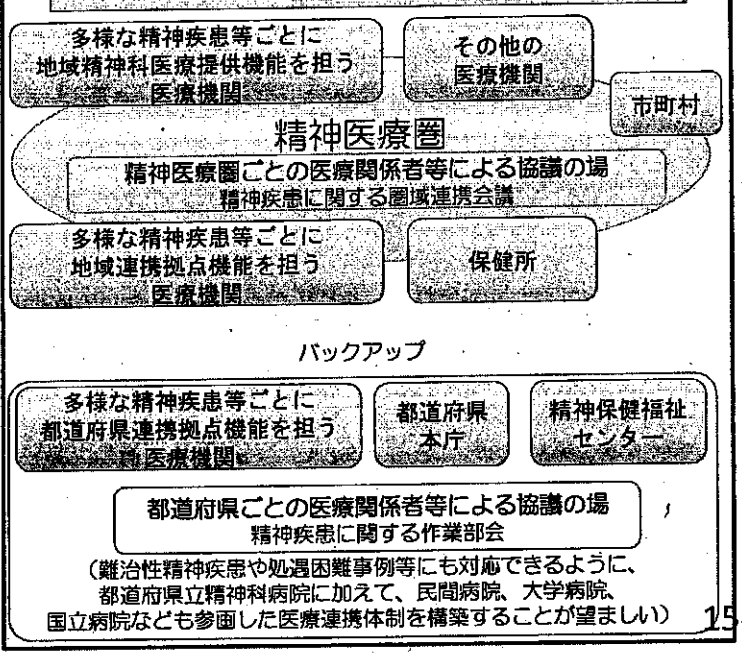 多様な精神疾患等ごとに
地域精神科医療提供機能を担う
医療機関
その他の
医療機関
市町村
精神医療圏
精神医療圏ごとの医療関係者等による協議の場
精神疾患に関する圏域連携会議
多様な精神疾患等ごとに
地域連携拠点機能を担う
医療機関
保健所
バックアップ
多様な精神疾患等ごとに
都道府県連携拠点機能を担う
医療機関
都道府県
本庁
精神保健福祉
センター
都道府県ごとの医療関係者等による協議の場
精神疾患に関する作業部会
（難治性精神疾患や処遇困難事例等にも対応できるように、
都道府県立精神科病院に加えて、民間病院、大学病院、
国立病院なども参画した医療連携体制を構築することが望ましい）
15